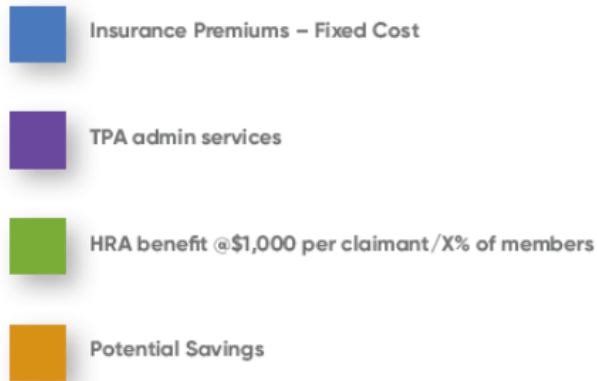 Insurance Premiums – Fixed Cost
TPA admin services
HRA benefit @$1,000 per claimant/X% of members
Potential Savings